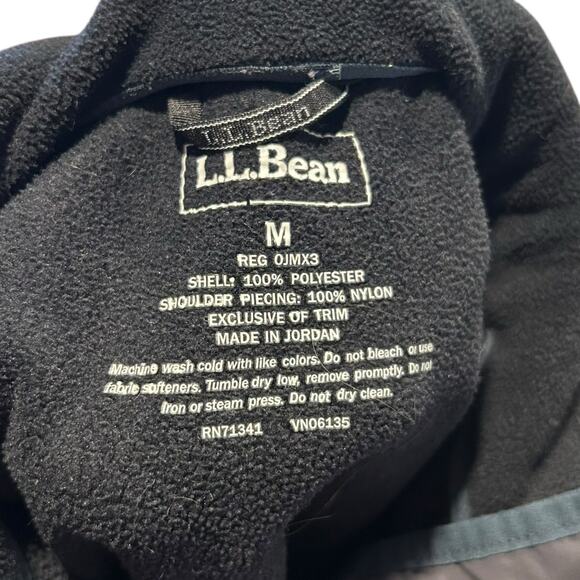 L.L.Bean
L.L.Bean
M
REG 0JMX3
SHELL: 100% POLYESTER
SHOULDER PIECING: 100% NYLON
EXCLUSIVE OF TRIM
MADE IN JORDAN
Machine wash cold with like colors. Do not bleach or use
fabric softeners. Tumble dry low, remove promptly. Do not
iron or steam press. Do not dry clean.
RN71341 VN06135